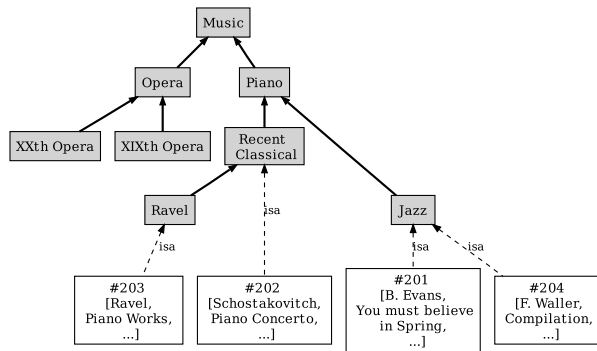 Music
Opera
Piano
XXth Opera
XIXth Opera
Recent
Classical
Ravel
Jazz
isa
isa
isa
isa
#203
[Ravel,
Piano Works,
...]
#202
[Schostakovitch,
Piano Concerto,
...]
#201
[B. Evans,
You must believe
in Spring,
...]
#204
[F. Waller,
Compilation,
...]